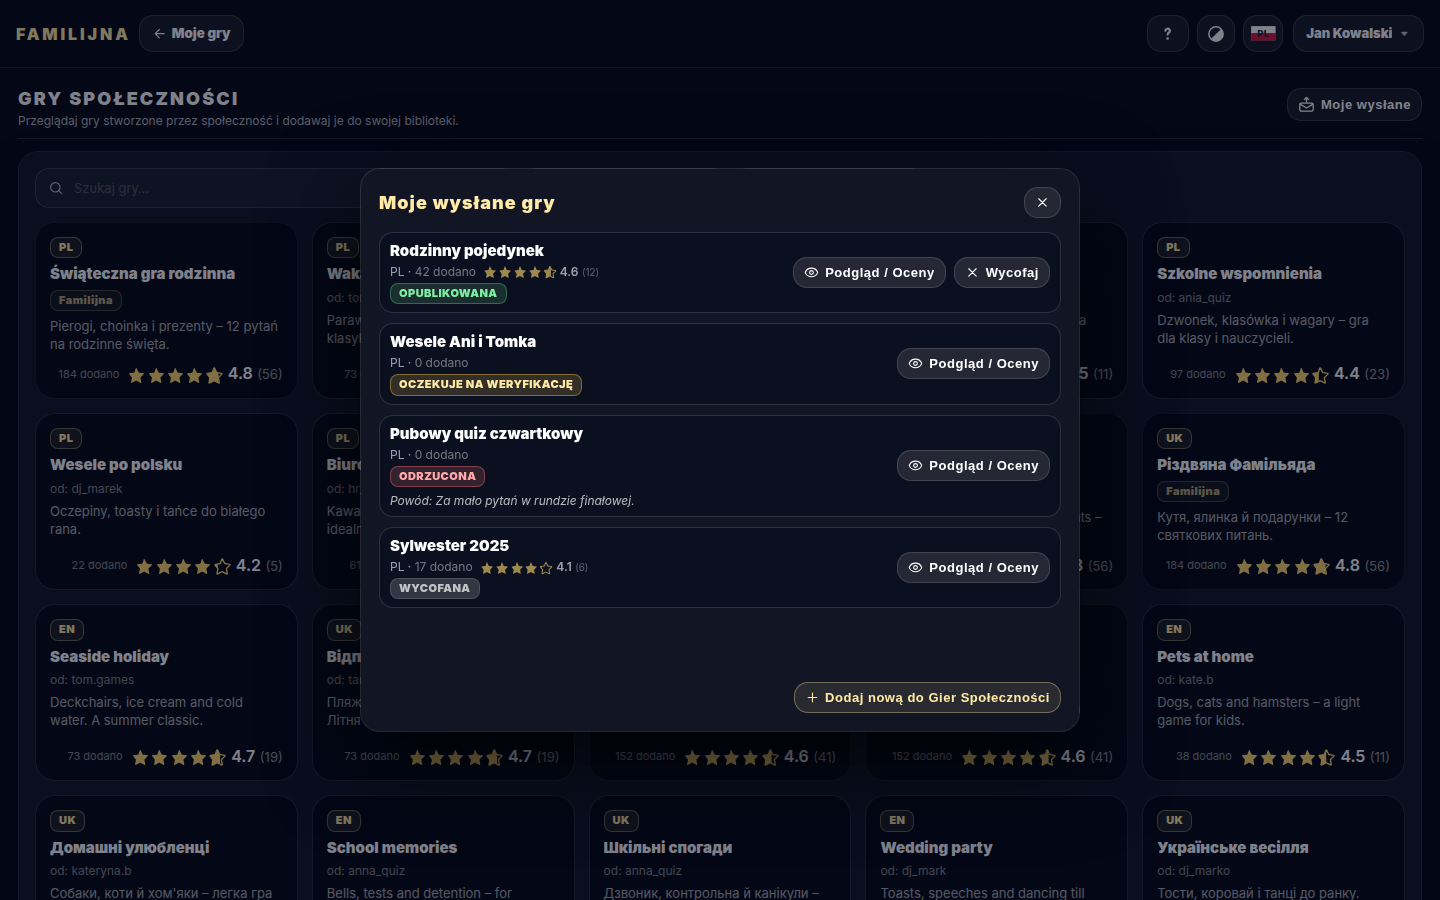 FAMILIJNA
Moje gry
?
PL
Jan Kowalski
GRY SPOŁECZNOŚCI
Przeglądaj gry stworzone przez społeczność i dodawaj je do swojej biblioteki.
Moje wysłane
Szukaj gry...
Moje wysłane gry
Rodzinny pojedynek
PL · 42 dodano 4.6 (12)
OPUBLIKOWANA
Podgląd / Oceny
Wycofaj
Wesele Ani i Tomka
PL · 0 dodano
OCZEKUJE NA WERYFIKACJĘ
Podgląd / Oceny
Pubowy quiz czwartkowy
PL · 0 dodano
ODRZUCONA
Powód: Za mało pytań w rundzie finałowej.
Podgląd / Oceny
Sylwester 2025
PL · 17 dodano 4.1 (6)
WYCOFANA
Podgląd / Oceny
Dodaj nową do Gier Społeczności
PL
Świąteczna gra rodzinna
Familijna
Pierogi, choinka i prezenty – 12 pytań
na rodzinne święta.
184 dodano 4.8 (56)
PL
73
(11)
PL
Szkolne wspomnienia
od: ania_quiz
Dzwonek, klasówka i wagary – gra
dla klasy i nauczycieli.
97 dodano 4.4 (23)
PL
Wesele po polsku
od: dj_marek
Oczepiny, toasty i tańce do białego
rana.
22 dodano 4.2 (5)
PL
(56)
UK
Різдвяна Фамільяда
Familijna
Кутя, ялинка й подарунки – 12
святкових питань.
184 dodano 4.8 (56)
EN
Seaside holiday
od: tom.games
Deckchairs, ice cream and cold
water. A summer classic.
73 dodano 4.7 (19)
UK
73 dodano 4.7 (19)
152 dodano 4.6 (41)
152 dodano 4.6 (41)
EN
Pets at home
od: kate.b
Dogs, cats and hamsters – a light
game for kids.
38 dodano 4.5 (11)
UK
Домашні улюбленці
od: kateryna.b
Собаки, коти й хом'яки – легка гра
EN
School memories
od: anna_quiz
Bells, tests and detention – for
UK
Шкільні спогади
od: anna_quiz
Дзвоник, контрольна й канікули –
EN
Wedding party
od: dj_mark
Toasts, speeches and dancing till
UK
Українське весілля
od: dj_marko
Тости, коровай і танці до ранку.